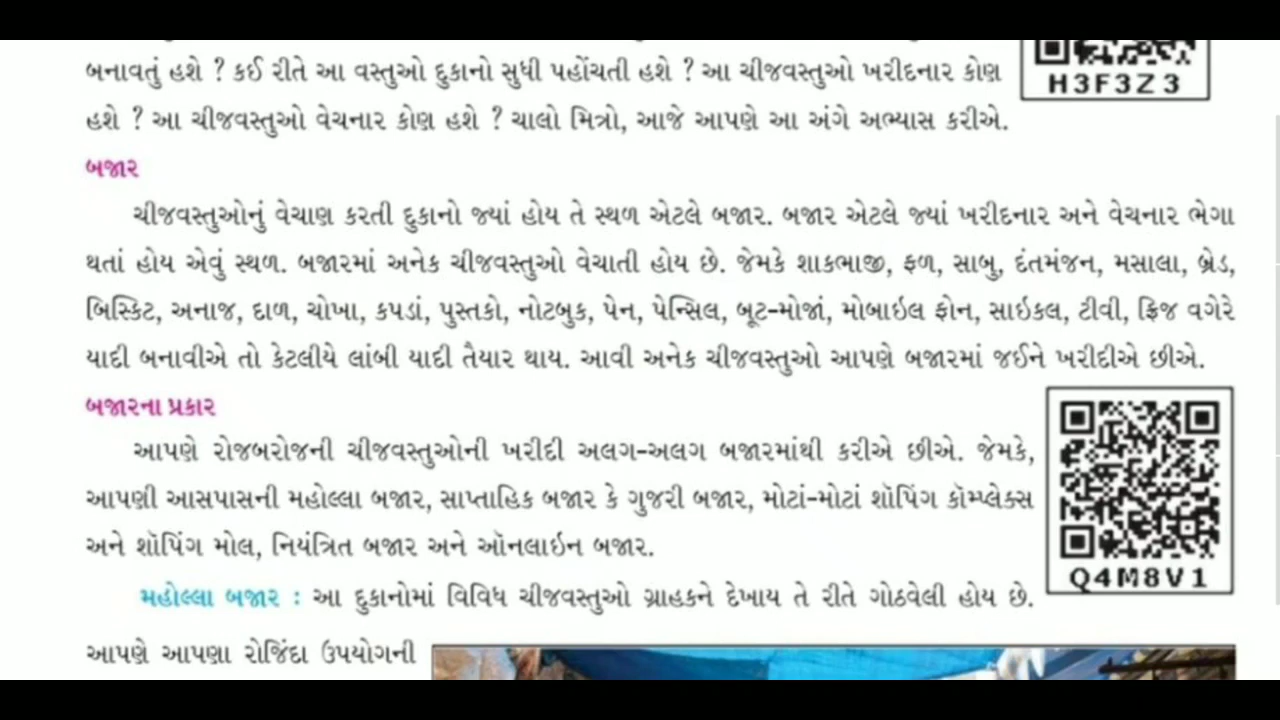 બનાવતું હશે ? કઈ રીતે આ વસ્તુઓ દુકાનો સુધી પહોંચતી હશે ? આ ચીજવસ્તુઓ ખરીદનાર કોણ
H3F3Z3
હશે ? આ ચીજવસ્તુઓ વેચનાર કોણ હશે ? ચાલો મિત્રો, આજે આપણે આ અંગે અભ્યાસ કરીએ.
બજાર
ચીજવસ્તુઓનું વેચાણ કરતી દુકાનો જ્યાં હોય તે સ્થળ એટલે બજાર. બજાર એટલે જ્યાં ખરીદનાર અને વેચનાર ભેગા
થતાં હોય એવું સ્થળ. બજારમાં અનેક ચીજવસ્તુઓ વેચાતી હોય છે. જેમકે શાકભાજી, ફળ, સાબુ, દંતમંજન, મસાલા, બ્રેડ,
બિસ્કિટ, અનાજ, દાળ, ચોખા, કપડાં, પુસ્તકો, નોટબુક, પેન, પેન્સિલ, બૂટ-મોજાં, મોબાઇલ ફોન, સાઇકલ, ટીવી, ફ્રિજ વગેરે
યાદી બનાવીએ તો કેટલીયે લાંબી યાદી તૈયાર થાય. આવી અનેક ચીજવસ્તુઓ આપણે બજારમાં જઈને ખરીદીએ છીએ.
બજારના પ્રકાર
આપણે રોજબરોજની ચીજવસ્તુઓની ખરીદી અલગ-અલગ બજારમાંથી કરીએ છીએ. જેમકે,
આપણી આસપાસની મહોલ્લા બજાર, સાપ્તાહિક બજાર કે ગુજરી બજાર, મોટાં-મોટાં શૉપિંગ કૉમ્પ્લેક્સ
અને શૉપિંગ મોલ, નિયંત્રિત બજાર અને ઑનલાઇન બજાર.
Q4M8V1
મહોલ્લા બજાર : આ દુકાનોમાં વિવિધ ચીજવસ્તુઓ ગ્રાહકને દેખાય તે રીતે ગોઠવેલી હોય છે.
આપણે આપણા રોજિંદા ઉપયોગની